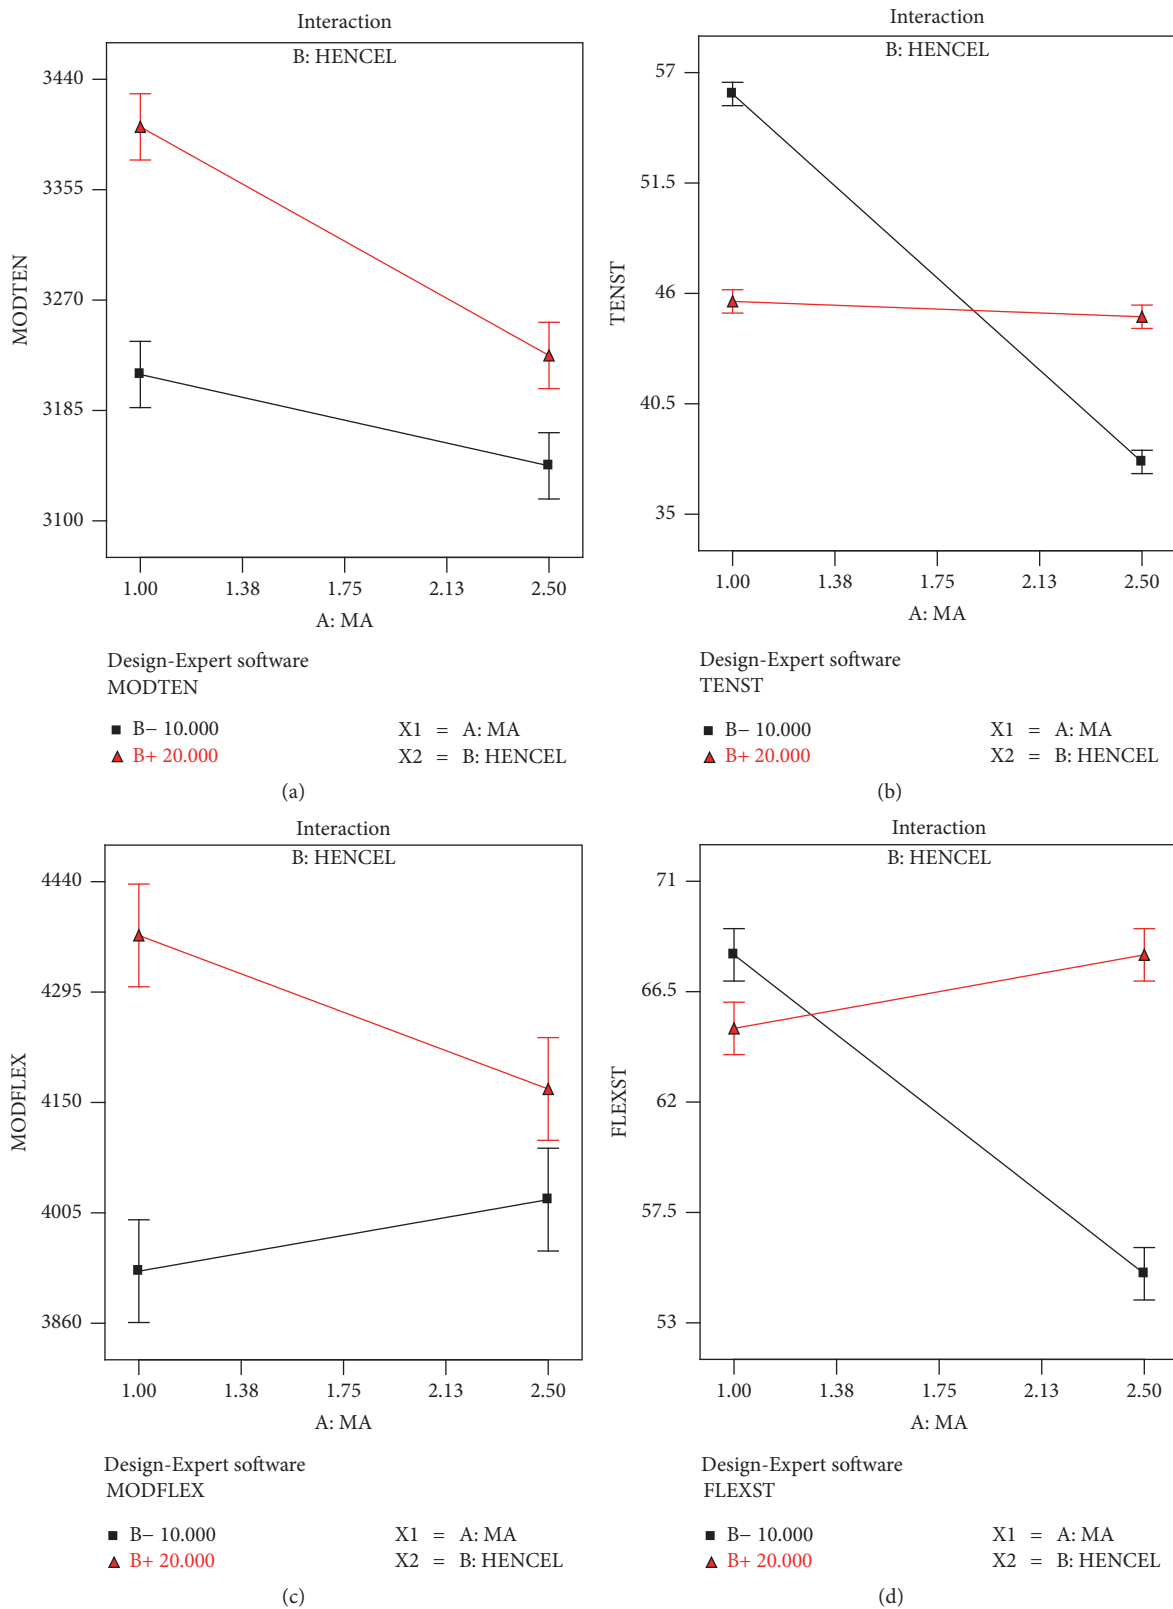 Interaction
B: HENCEL
3440
3355
3270
3185
3100
MODTEN
1.00 1.38 1.75 2.13 2.50
A: MA
Design-Expert software
MODTEN
B− 10.000 X1 = A: MA
B+ 20.000 X2 = B: HENCEL
(a)
Interaction
B: HENCEL
57
51.5
46
40.5
35
TENST
1.00 1.38 1.75 2.13 2.50
A: MA
Design-Expert software
TENST
B− 10.000 X1 = A: MA
B+ 20.000 X2 = B: HENCEL
(b)
Interaction
B: HENCEL
4440
4295
4150
4005
3860
MODFLEX
1.00 1.38 1.75 2.13 2.50
A: MA
Design-Expert software
MODFLEX
B− 10.000 X1 = A: MA
B+ 20.000 X2 = B: HENCEL
(c)
Interaction
B: HENCEL
71
66.5
62
57.5
53
FLEXST
1.00 1.38 1.75 2.13 2.50
A: MA
Design-Expert software
FLEXST
B− 10.000 X1 = A: MA
B+ 20.000 X2 = B: HENCEL
(d)